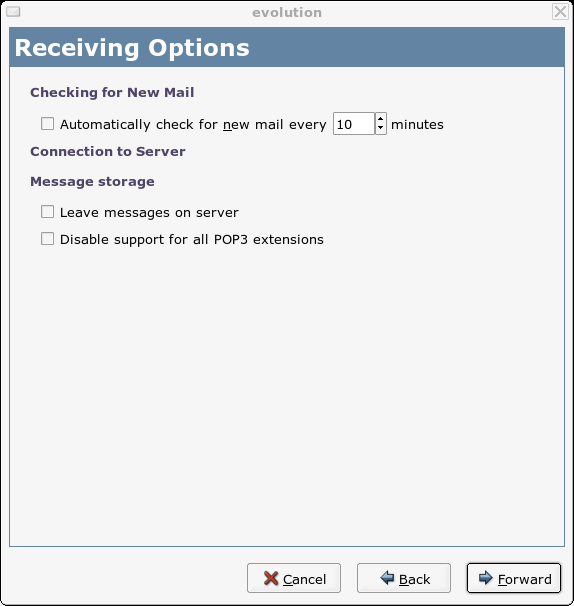 evolution
Receiving Options
Checking for New Mail
Automatically check for new mail every 10 minutes
Connection to Server
Message storage
Leave messages on server
Disable support for all POP3 extensions
Cancel Back Forward